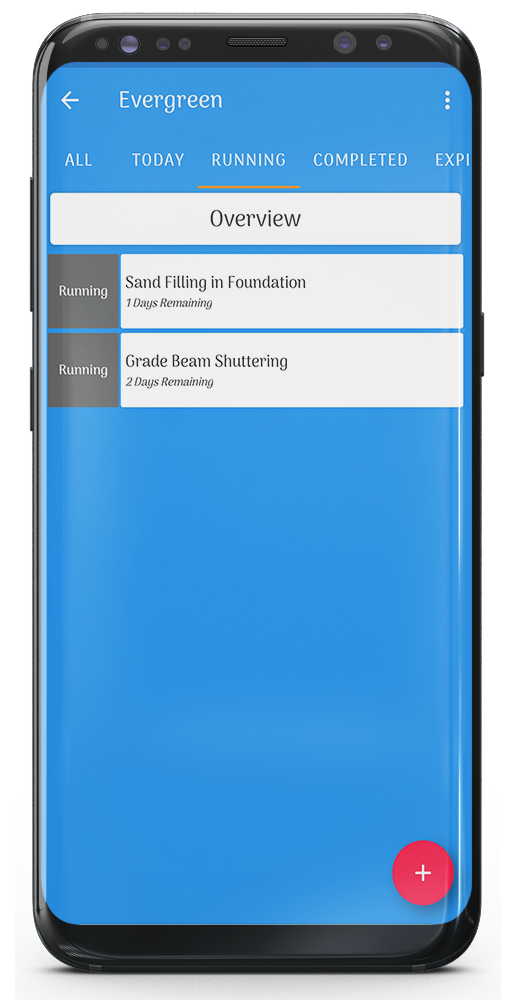 Evergreen
ALL TODAY RUNNING COMPLETED EXPI
Overview
Running
Sand Filling in Foundation
1 Days Remaining
Running
Grade Beam Shuttering
2 Days Remaining